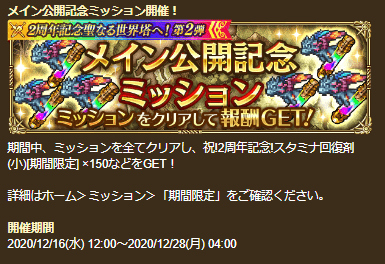 メイン公開記念ミッション開催！
2周年記念聖なる世界塔へ！第2弾
メイン公開記念
ミッション
ミッションをクリアして報酬GET!
期間中、ミッションを全てクリアし、祝!2周年記念!スタミナ回復剤
(小)[期間限定] ×150などをGET！
詳細はホーム＞ミッション＞「期間限定」をご確認ください。
開催期間
2020/12/16(水) 12:00～2020/12/28(月) 04:00